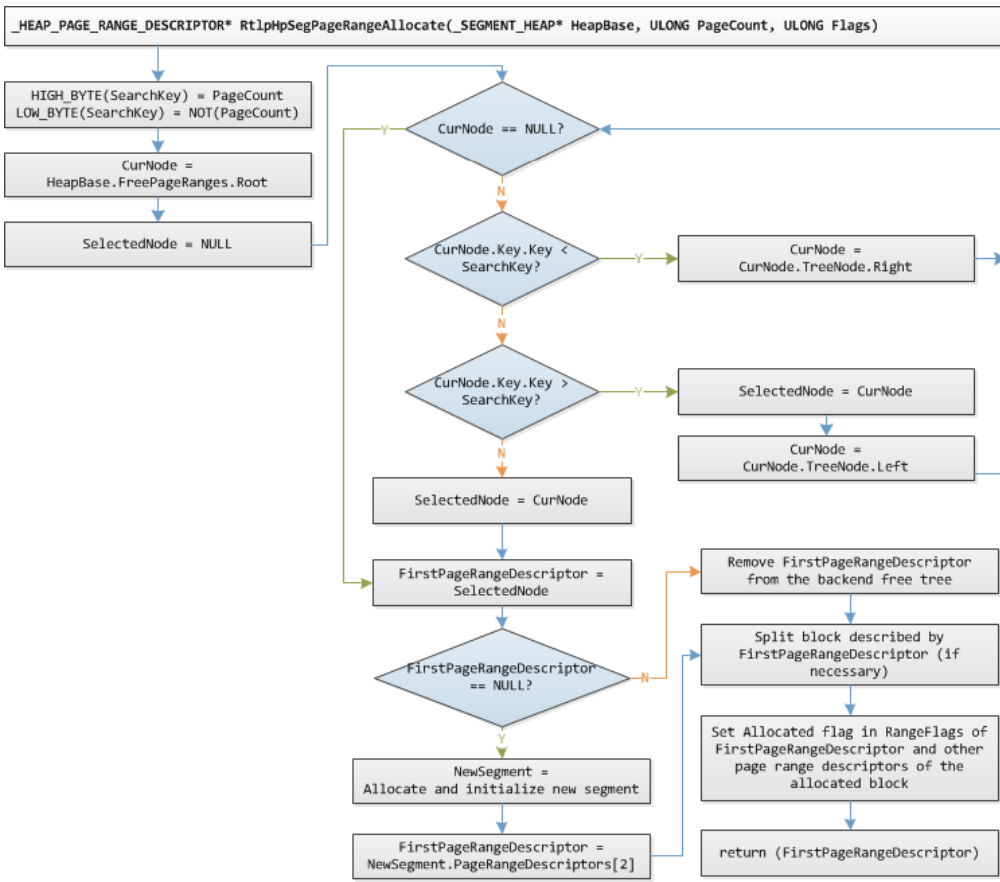 _HEAP_PAGE_RANGE_DESCRIPTOR* RtlpHpSegPageRangeAllocate(_SEGMENT_HEAP* HeapBase, ULONG PageCount, ULONG Flags)
HIGH_BYTE(SearchKey) = PageCount
LOW_BYTE(SearchKey) = NOT(PageCount)
CurNode =
HeapBase.FreePageRanges.Root
SelectedNode = NULL
CurNode == NULL?
Y
N
CurNode.Key.Key <
SearchKey?
Y
CurNode =
CurNode.TreeNode.Right
N
CurNode.Key.Key >
SearchKey?
Y
SelectedNode = CurNode
CurNode =
CurNode.TreeNode.Left
N
SelectedNode = CurNode
FirstPageRangeDescriptor =
SelectedNode
FirstPageRangeDescriptor
== NULL?
N
Y
NewSegment =
Allocate and initialize new segment
FirstPageRangeDescriptor =
NewSegment.PageRangeDescriptors[2]
Remove FirstPageRangeDescriptor
from the backend free tree
Split block described by
FirstPageRangeDescriptor (if
necessary)
Set Allocated flag in RangeFlags of
FirstPageRangeDescriptor and other
page range descriptors of the
allocated block
return (FirstPageRangeDescriptor)